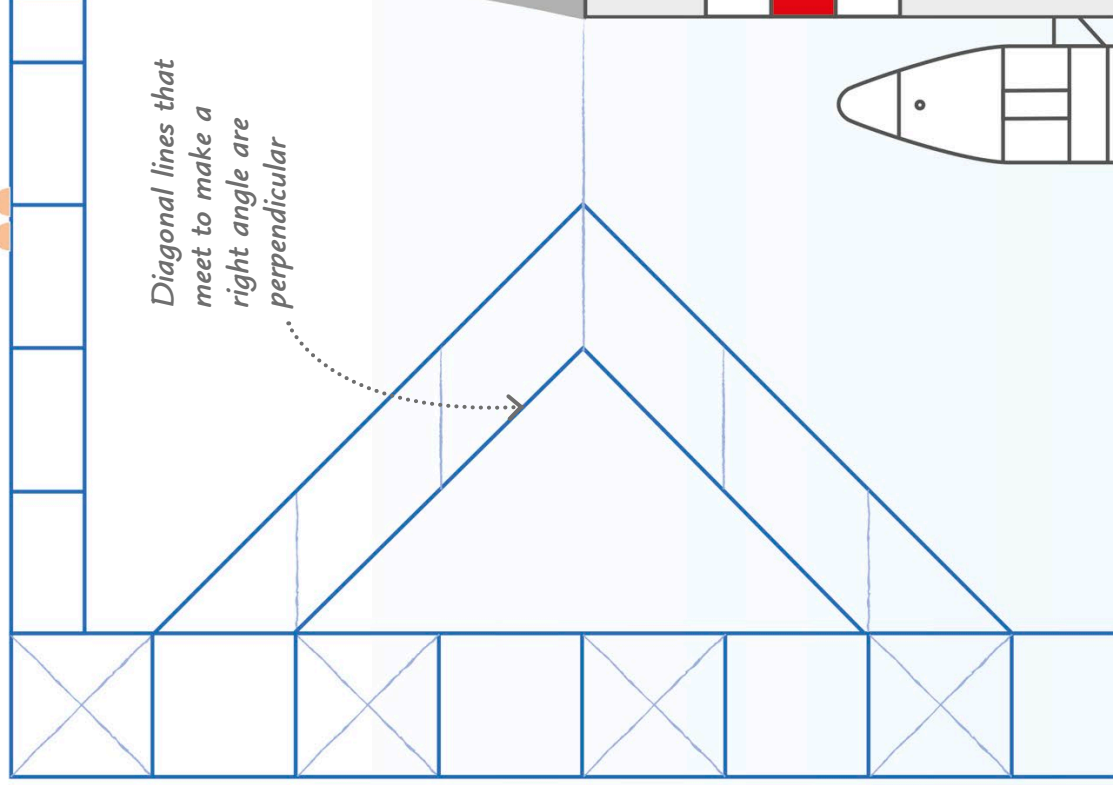 Diagonal lines that
meet to make a
right angle are
perpendicular